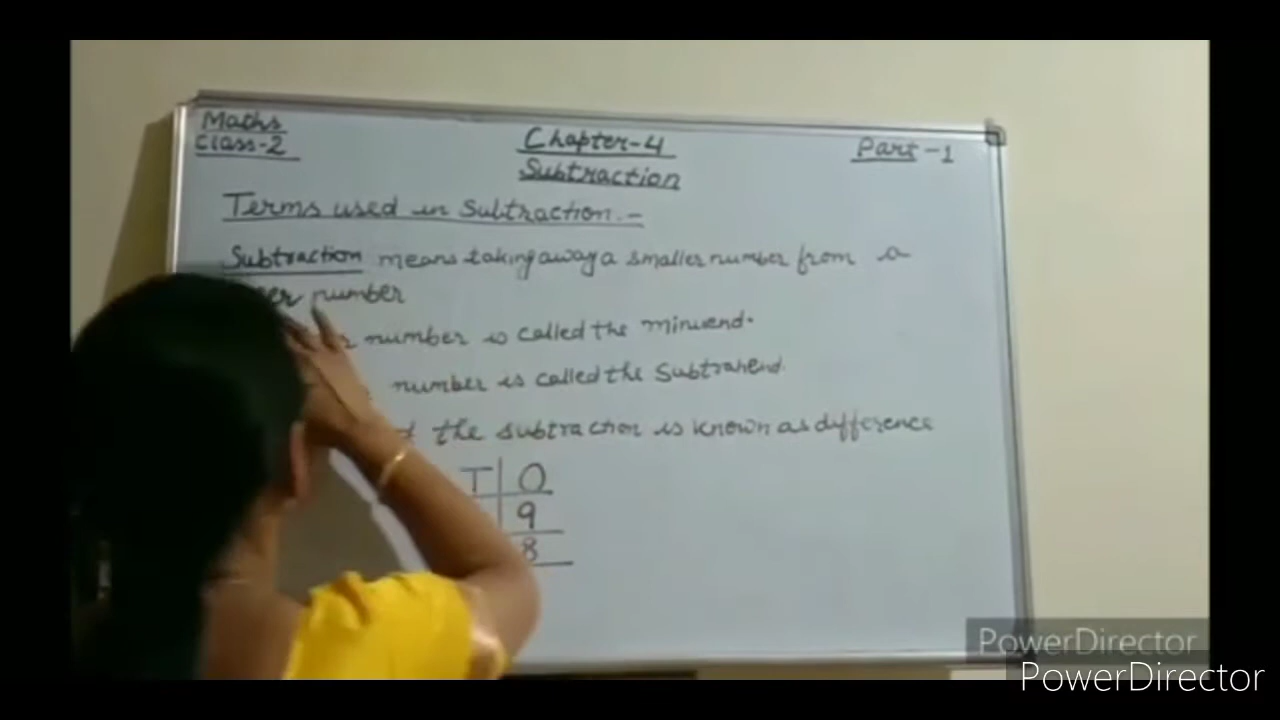 Maths
Class-2
Chapter-4
Part-1
Subtraction
Terms used in Subtraction.-
Subtraction means taking away a smaller number from a
number
number is called the minuend.
number is called the Subtrahend.
the subtraction is known as difference
T O
9
8
PowerDirector
PowerDirector